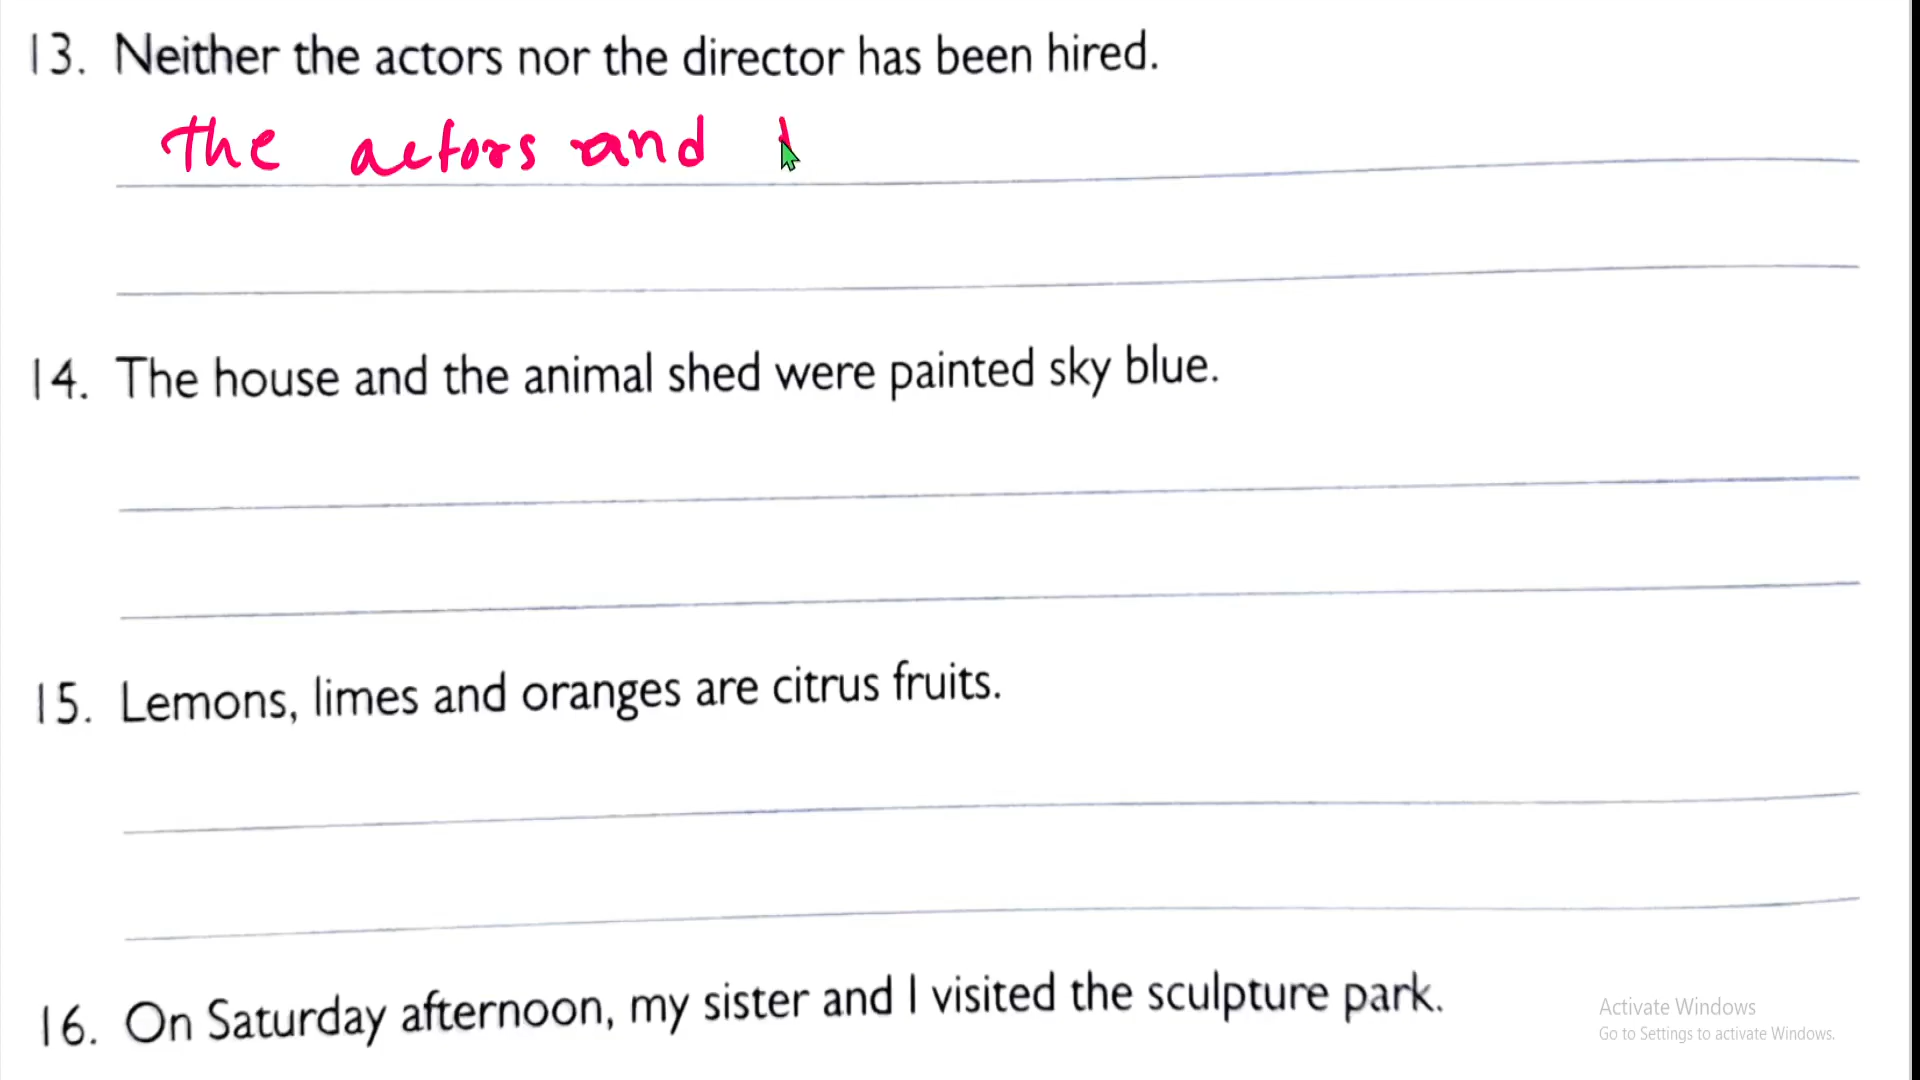 13. Neither the actors nor the director has been hired.
The actors and
14. The house and the animal shed were painted sky blue.
15. Lemons, limes and oranges are citrus fruits.
16. On Saturday afternoon, my sister and I visited the sculpture park.
Activate Windows
Go to Settings to activate Windows.